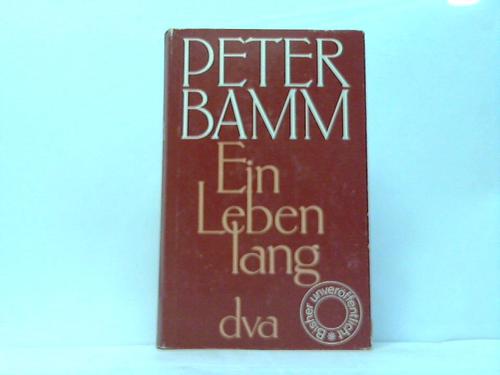 PETER
BAMM
Ein
Leben
lang
dva
Bisher unveröffentlicht